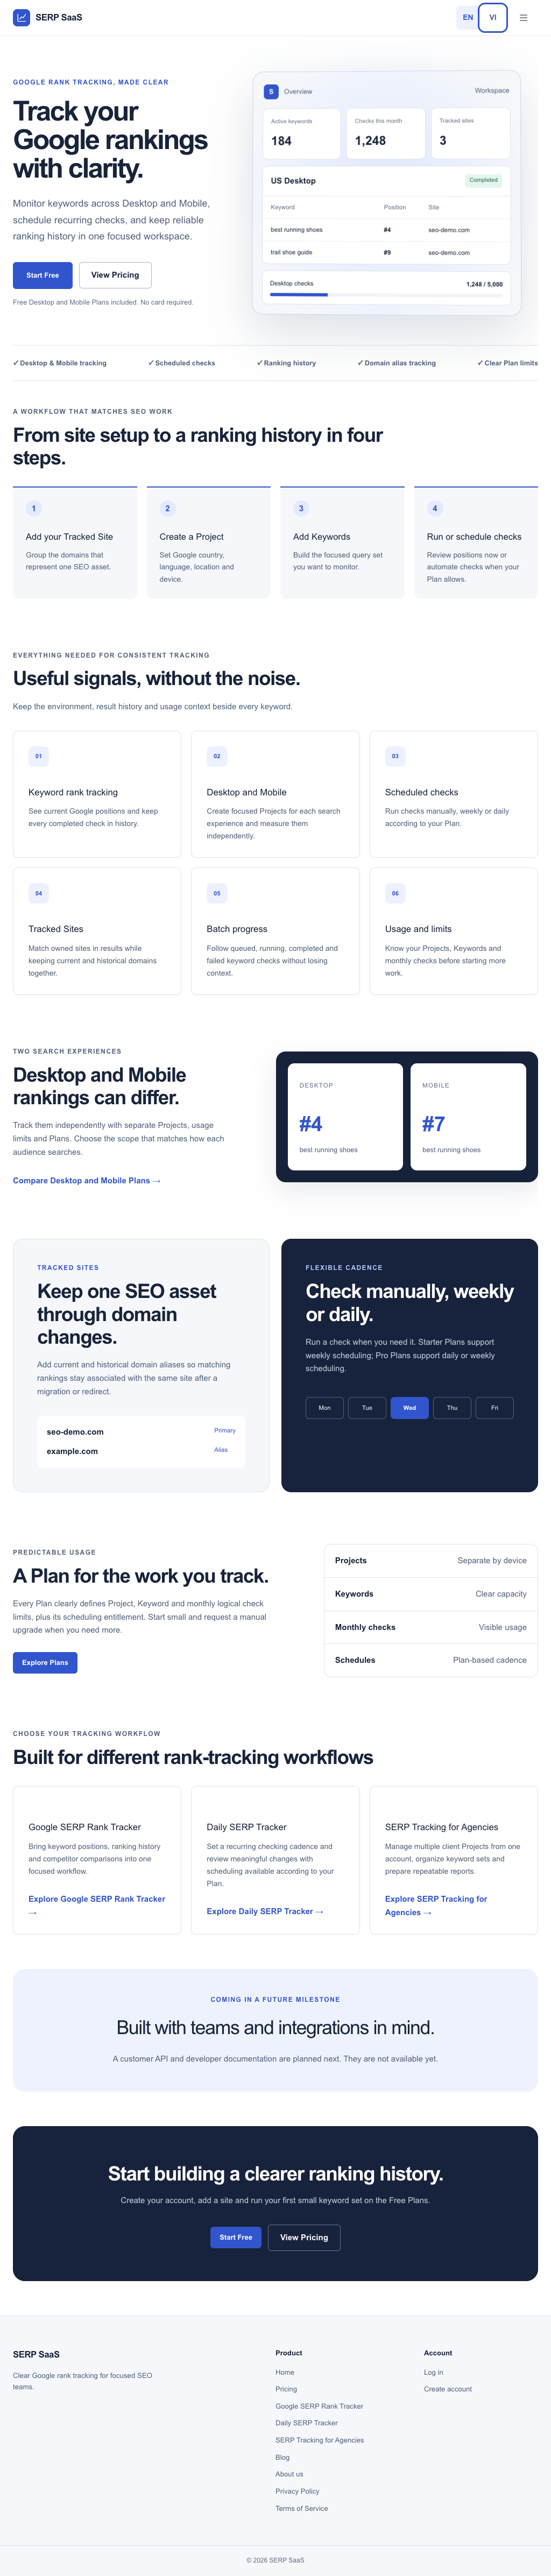 SERP SaaS
EN
VI
GOOGLE RANK TRACKING, MADE CLEAR
Track your
Google rankings
with clarity.
Monitor keywords across Desktop and Mobile,
schedule recurring checks, and keep reliable
ranking history in one focused workspace.
Start Free
View Pricing
Free Desktop and Mobile Plans included. No card required.
S
Overview
Workspace
Active keywords
184
Checks this month
1,248
Tracked sites
3
US Desktop
Completed
Keyword Position Site
best running shoes #4 seo-demo.com
trail shoe guide #9 seo-demo.com
Desktop checks 1,248 / 5,000
✓ Desktop & Mobile tracking
✓ Scheduled checks
✓ Ranking history
✓ Domain alias tracking
✓ Clear Plan limits
A WORKFLOW THAT MATCHES SEO WORK
From site setup to a ranking history in four
steps.
1
Add your Tracked Site
Group the domains that
represent one SEO asset.
2
Create a Project
Set Google country,
language, location and
device.
3
Add Keywords
Build the focused query set
you want to monitor.
4
Run or schedule checks
Review positions now or
automate checks when your
Plan allows.
EVERYTHING NEEDED FOR CONSISTENT TRACKING
Useful signals, without the noise.
Keep the environment, result history and usage context beside every keyword.
01
Keyword rank tracking
See current Google positions and keep
every completed check in history.
02
Desktop and Mobile
Create focused Projects for each search
experience and measure them
independently.
03
Scheduled checks
Run checks manually, weekly or daily
according to your Plan.
04
Tracked Sites
Match owned sites in results while
keeping current and historical domains
together.
05
Batch progress
Follow queued, running, completed and
failed keyword checks without losing
context.
06
Usage and limits
Know your Projects, Keywords and
monthly checks before starting more
work.
TWO SEARCH EXPERIENCES
Desktop and Mobile
rankings can differ.
Track them independently with separate Projects, usage
limits and Plans. Choose the scope that matches how each
audience searches.
Compare Desktop and Mobile Plans →
DESKTOP
#4
best running shoes
MOBILE
#7
best running shoes
TRACKED SITES
Keep one SEO asset
through domain
changes.
Add current and historical domain aliases so matching
rankings stay associated with the same site after a
migration or redirect.
seo-demo.com Primary
example.com Alias
FLEXIBLE CADENCE
Check manually, weekly
or daily.
Run a check when you need it. Starter Plans support
weekly scheduling; Pro Plans support daily or weekly
scheduling.
Mon Tue Wed Thu Fri
PREDICTABLE USAGE
A Plan for the work you track.
Every Plan clearly defines Project, Keyword and monthly logical check
limits, plus its scheduling entitlement. Start small and request a manual
upgrade when you need more.
Explore Plans
Projects Separate by device
Keywords Clear capacity
Monthly checks Visible usage
Schedules Plan-based cadence
CHOOSE YOUR TRACKING WORKFLOW
Built for different rank-tracking workflows
Google SERP Rank Tracker
Bring keyword positions, ranking history
and competitor comparisons into one
focused workflow.
Explore Google SERP Rank Tracker
→
Daily SERP Tracker
Set a recurring checking cadence and
review meaningful changes with
scheduling available according to your
Plan.
Explore Daily SERP Tracker →
SERP Tracking for Agencies
Manage multiple client Projects from one
account, organize keyword sets and
prepare repeatable reports.
Explore SERP Tracking for
Agencies →
COMING IN A FUTURE MILESTONE
Built with teams and integrations in mind.
A customer API and developer documentation are planned next. They are not available yet.
Start building a clearer ranking history.
Create your account, add a site and run your first small keyword set on the Free Plans.
Start Free
View Pricing
SERP SaaS
Clear Google rank tracking for focused SEO
teams.
Product
Home
Pricing
Google SERP Rank Tracker
Daily SERP Tracker
SERP Tracking for Agencies
Blog
About us
Privacy Policy
Terms of Service
Account
Log in
Create account
© 2026 SERP SaaS